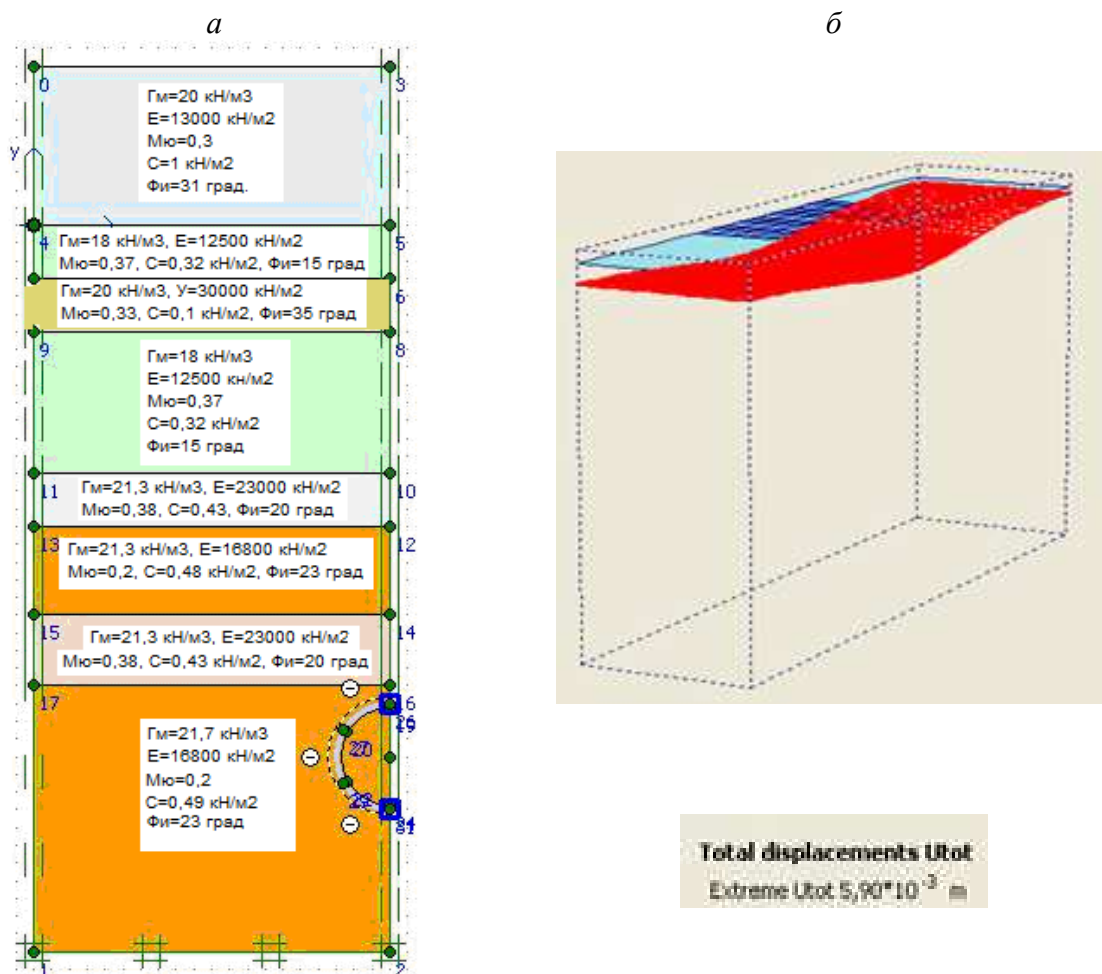 а
б
0
3
Гм=20 кН/м3
Е=13000 кН/м2
Мю=0,3
С=1 кН/м2
Фи=31 град.
y
4
5
Гм=18 кН/м3, Е=12500 кН/м2
Мю=0,37, С=0,32 кН/м2, Фи=15 град
Гм=20 кН/м3, У=30000 кН/м2
6
Мю=0,33, С=0,1 кН/м2, Фи=35 град
9
8
Гм=18 кН/м3
Е=12500 кн/м2
Мю=0,37
С=0,32 кН/м2
Фи=15 град
11
10
Гм=21,3 кН/м3, Е=23000 кН/м2
Мю=0,38, С=0,43, Фи=20 град
13
12
Гм=21,3 кН/м3, Е=16800 кН/м2
Мю=0,2, С=0,48 кН/м2, Фи=23 град
15
14
Гм=21,3 кН/м3, Е=23000 кН/м2
Мю=0,38, С=0,43 кН/м2, Фи=20 град
17
16
Гм=21,7 кН/м3
Е=16800 кН/м2
Мю=0,2
С=0,49 кН/м2
Фи=23 град
1
2
Total displacements Utot
Extreme Utot 5,90*10⁻³ m